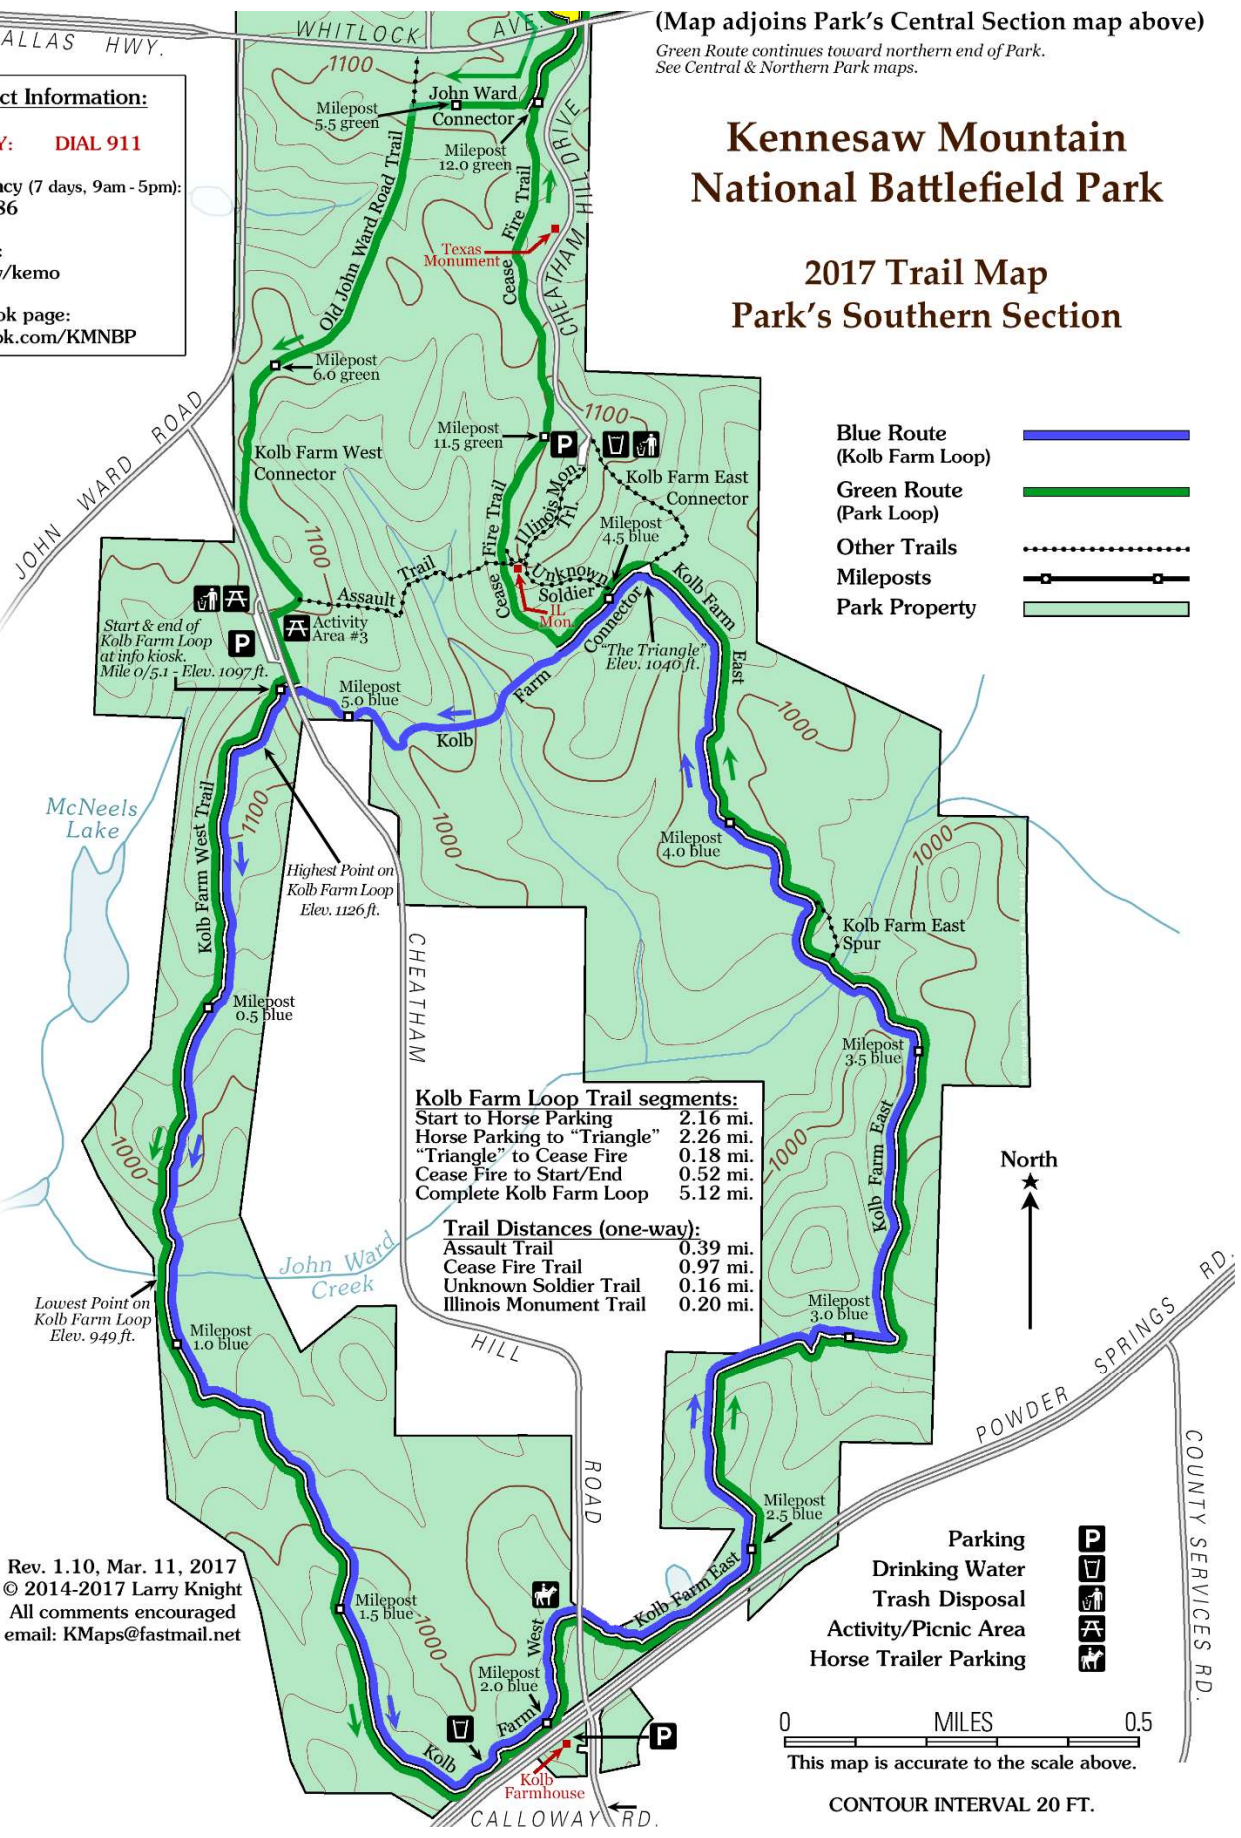 (Map adjoins Park's Central Section map above)
Green Route continues toward northern end of Park.
See Central & Northern Park maps.
ALLAS HWY.
WHITLOCK AVE.
ct Information:
Y: DIAL 911
ncy (7 days, 9am - 5pm):
86
:
/kemo
ok page:
ok.com/KMNBP
Kennesaw Mountain
National Battlefield Park
2017 Trail Map
Park's Southern Section
1100
Milepost
5.5 green
John Ward
Connector
Milepost
12.0 green
CHEATHAM HILL DRIVE
Cease Fire Trail
Texas
Monument
Old John Ward Road Trail
Milepost
6.0 green
JOHN WARD ROAD
Milepost
11.5 green
P
1100
Kolb Farm West
Connector
Kolb Farm East
Connector
Blue Route
(Kolb Farm Loop)
Green Route
(Park Loop)
Other Trails
Mileposts
Park Property
1100
Cease Fire Trail
Illinois Mon.
Trl.
Milepost
4.5 blue
Assault Trail
Unknown
Soldier
IL
Mon.
Activity
Area #3
P
Start & end of
Kolb Farm Loop
at info kiosk.
Mile 0/5.1 - Elev. 1097 ft.
"The Triangle"
Elev. 1040 ft.
Kolb Farm East
Kolb Farm Connector
Milepost
5.0 blue
1000
McNeels
Lake
Kolb Farm West Trail
1100
1000
Milepost
4.0 blue
1000
Highest Point on
Kolb Farm Loop
Elev. 1126 ft.
Kolb Farm East
Spur
CHEATHAM HILL ROAD
Milepost
0.5 blue
Milepost
3.5 blue
Kolb Farm East
1000
1000
Kolb Farm Loop Trail segments:
Start to Horse Parking 2.16 mi.
Horse Parking to "Triangle" 2.26 mi.
"Triangle" to Cease Fire 0.18 mi.
Cease Fire to Start/End 0.52 mi.
Complete Kolb Farm Loop 5.12 mi.
Trail Distances (one-way):
Assault Trail 0.39 mi.
Cease Fire Trail 0.97 mi.
Unknown Soldier Trail 0.16 mi.
Illinois Monument Trail 0.20 mi.
North
John Ward
Creek
Lowest Point on
Kolb Farm Loop
Elev. 949 ft.
Milepost
1.0 blue
Milepost
3.0 blue
POWDER SPRINGS RD.
COUNTY SERVICES RD.
Milepost
2.5 blue
Kolb Farm East
Rev. 1.10, Mar. 11, 2017
© 2014-2017 Larry Knight
All comments encouraged
email: KMaps@fastmail.net
Milepost
1.5 blue
1000
Milepost
2.0 blue
Kolb Farm West
P
Kolb
Farmhouse
CALLOWAY RD.
Parking P
Drinking Water
Trash Disposal
Activity/Picnic Area
Horse Trailer Parking
0 MILES 0.5
This map is accurate to the scale above.
CONTOUR INTERVAL 20 FT.